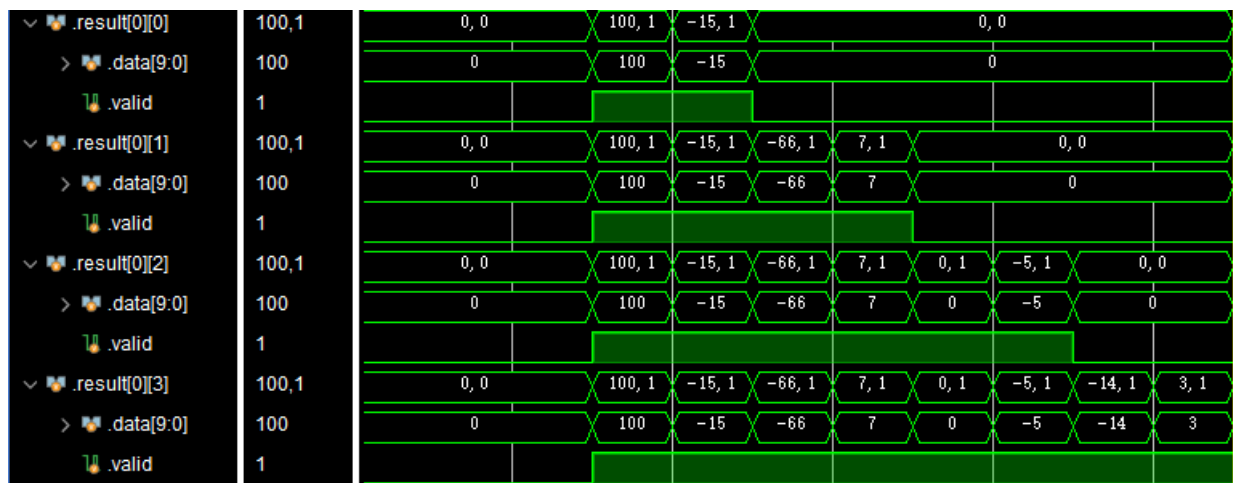 .result[0][0] 100,1 0, 0 100, 1 -15, 1 0, 0
.data[9:0] 100 0 100 -15 0
.valid 1
.result[0][1] 100,1 0, 0 100, 1 -15, 1 -66, 1 7, 1 0, 0
.data[9:0] 100 0 100 -15 -66 7 0
.valid 1
.result[0][2] 100,1 0, 0 100, 1 -15, 1 -66, 1 7, 1 0, 1 -5, 1 0, 0
.data[9:0] 100 0 100 -15 -66 7 0 -5 0
.valid 1
.result[0][3] 100,1 0, 0 100, 1 -15, 1 -66, 1 7, 1 0, 1 -5, 1 -14, 1 3, 1
.data[9:0] 100 0 100 -15 -66 7 0 -5 -14 3
.valid 1